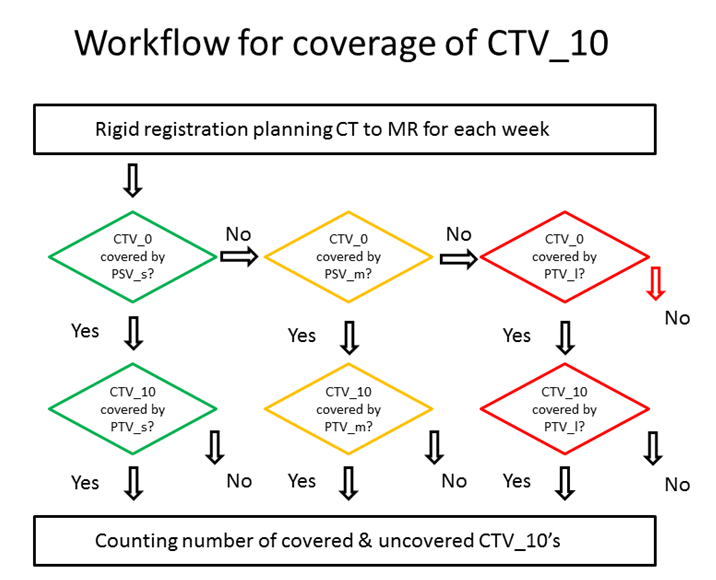 Workflow for coverage of CTV_10
Rigid registration planning CT to MR for each week
CTV_0
covered by
PSV_s?
No
CTV_0
covered by
PSV_m?
No
CTV_0
covered by
PTV_l?
No
Yes
Yes
Yes
CTV_10
covered by
PTV_s?
CTV_10
covered by
PTV_m?
CTV_10
covered by
PTV_l?
Yes
No
Yes
No
Yes
No
Counting number of covered & uncovered CTV_10’s